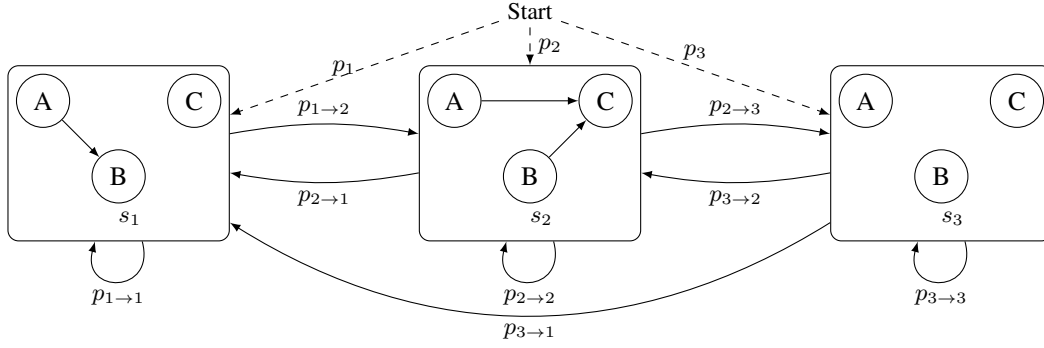 Start
p₁
p₂
p₃
A
C
B
s₁
A
C
B
s₂
A
C
B
s₃
p₁→₂
p₂→₁
p₂→₃
p₃→₂
p₁→₁
p₂→₂
p₃→₃
p₃→₁